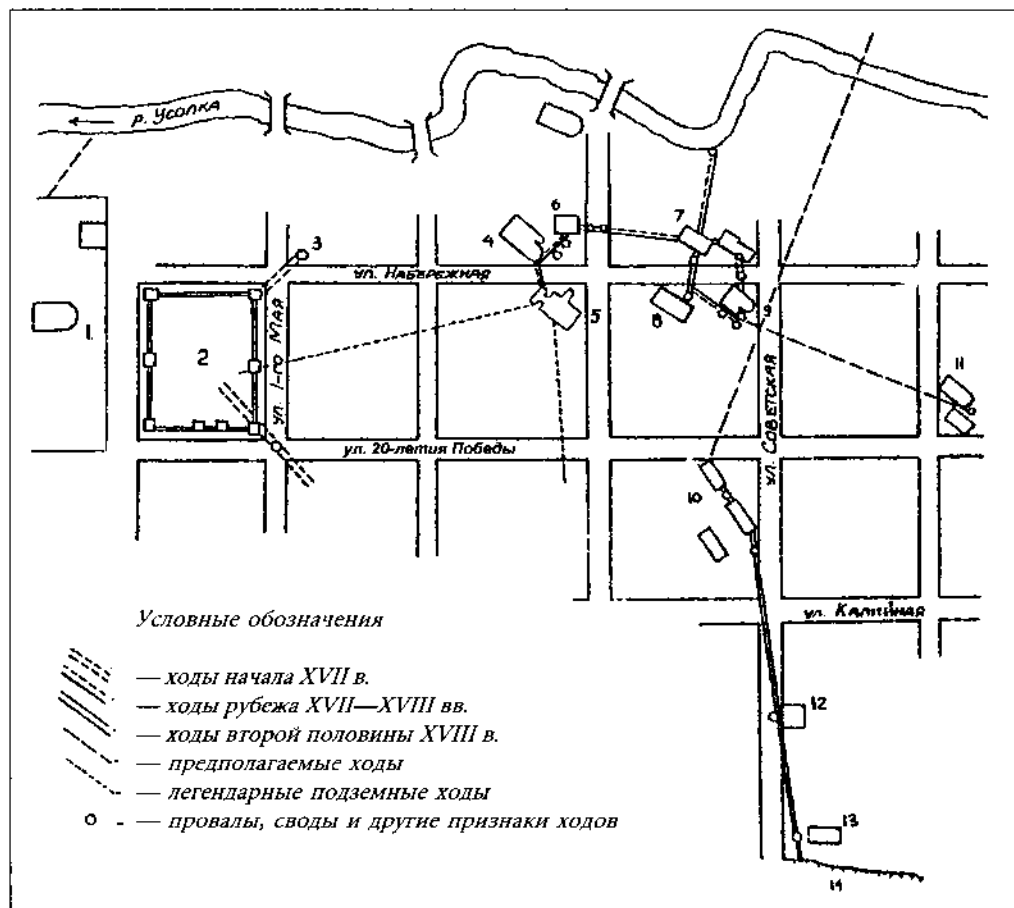 р. Усолка
6
7
3
4
ул. Набережная
1
2
ул. 1-го Мая
5
8
9
11
ул. Советская
ул. 20-летия Победы
10
Условные обозначения
ул. Калийная
— ходы начала XVII в.
— ходы рубежа XVII—XVIII вв.
12
— ходы второй половины XVIII в.
— предполагаемые ходы
— легендарные подземные ходы
— провалы, своды и другие признаки ходов
13
14